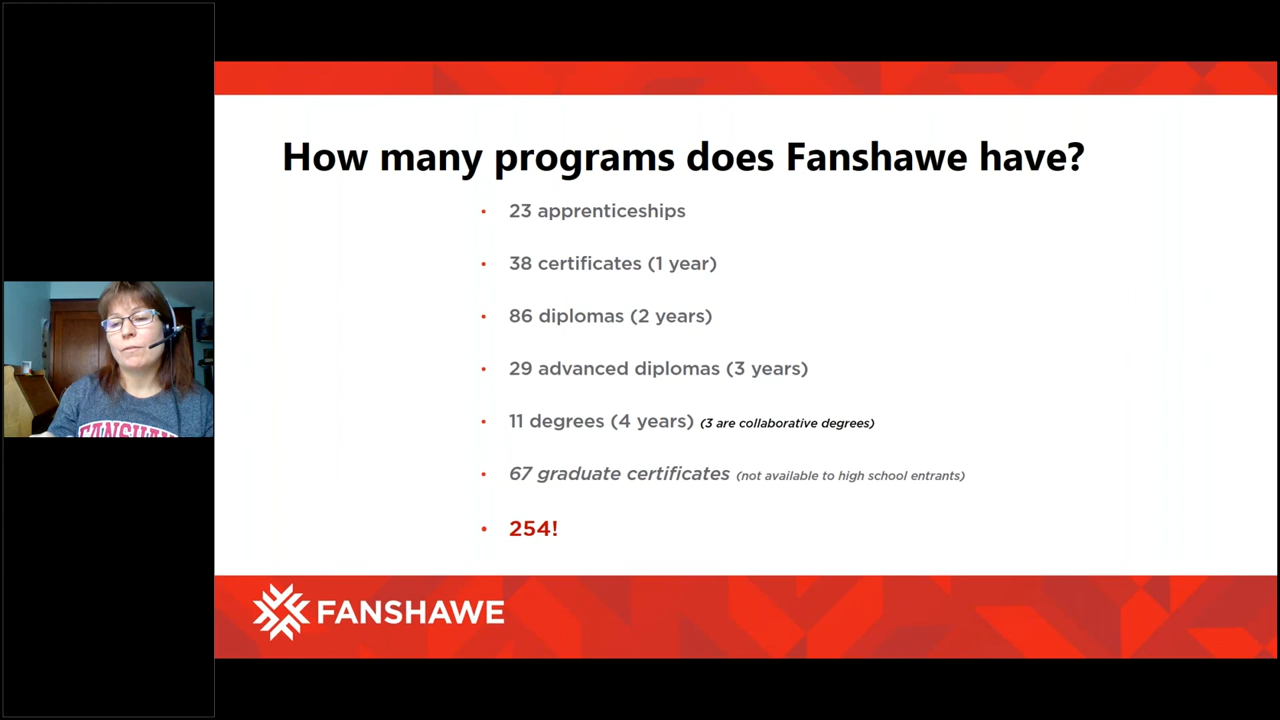 How many programs does Fanshawe have?
• 23 apprenticeships
• 38 certificates (1 year)
• 86 diplomas (2 years)
• 29 advanced diplomas (3 years)
• 11 degrees (4 years) (3 are collaborative degrees)
• 67 graduate certificates (not available to high school entrants)
• 254!
FANSHAWE